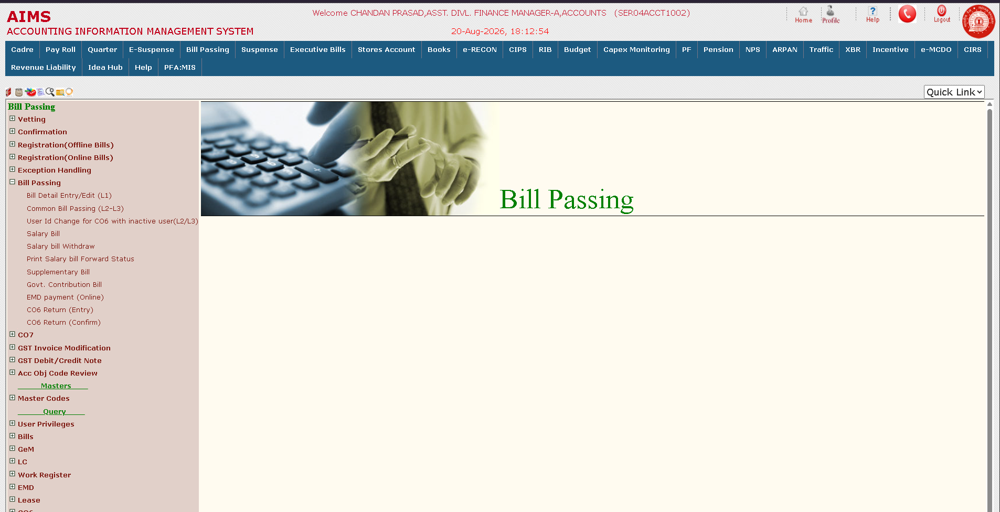 AIMS
ACCOUNTING INFORMATION MANAGEMENT SYSTEM
Welcome CHANDAN PRASAD,ASST. DIVL. FINANCE MANAGER-A,ACCOUNTS (SER04ACCT1002)
20-Aug-2026, 18:12:54
Home
Profile
Help
Logout
Cadre Pay Roll Quarter E-Suspense Bill Passing Suspense Executive Bills Stores Account Books e-RECON CIPS RIB Budget Capex Monitoring PF Pension NPS ARPAN Traffic XBR Incentive e-MCDO CIRS
Revenue Liability Idea Hub Help PFA:MIS
Quick Link
Bill Passing
Vetting
Confirmation
Registration(Offline Bills)
Registration(Online Bills)
Exception Handling
Bill Passing
Bill Detail Entry/Edit (L1)
Common Bill Passing (L2-L3)
User Id Change for CO6 with inactive user(L2/L3)
Salary Bill
Salary bill Withdraw
Print Salary bill Forward Status
Supplementary Bill
Govt. Contribution Bill
EMD payment (Online)
CO6 Return (Entry)
CO6 Return (Confirm)
CO7
GST Invoice Modification
GST Debit/Credit Note
Acc Obj Code Review
Masters
Master Codes
Query
User Privileges
Bills
GeM
LC
Work Register
EMD
Lease
CO6
Bill Passing